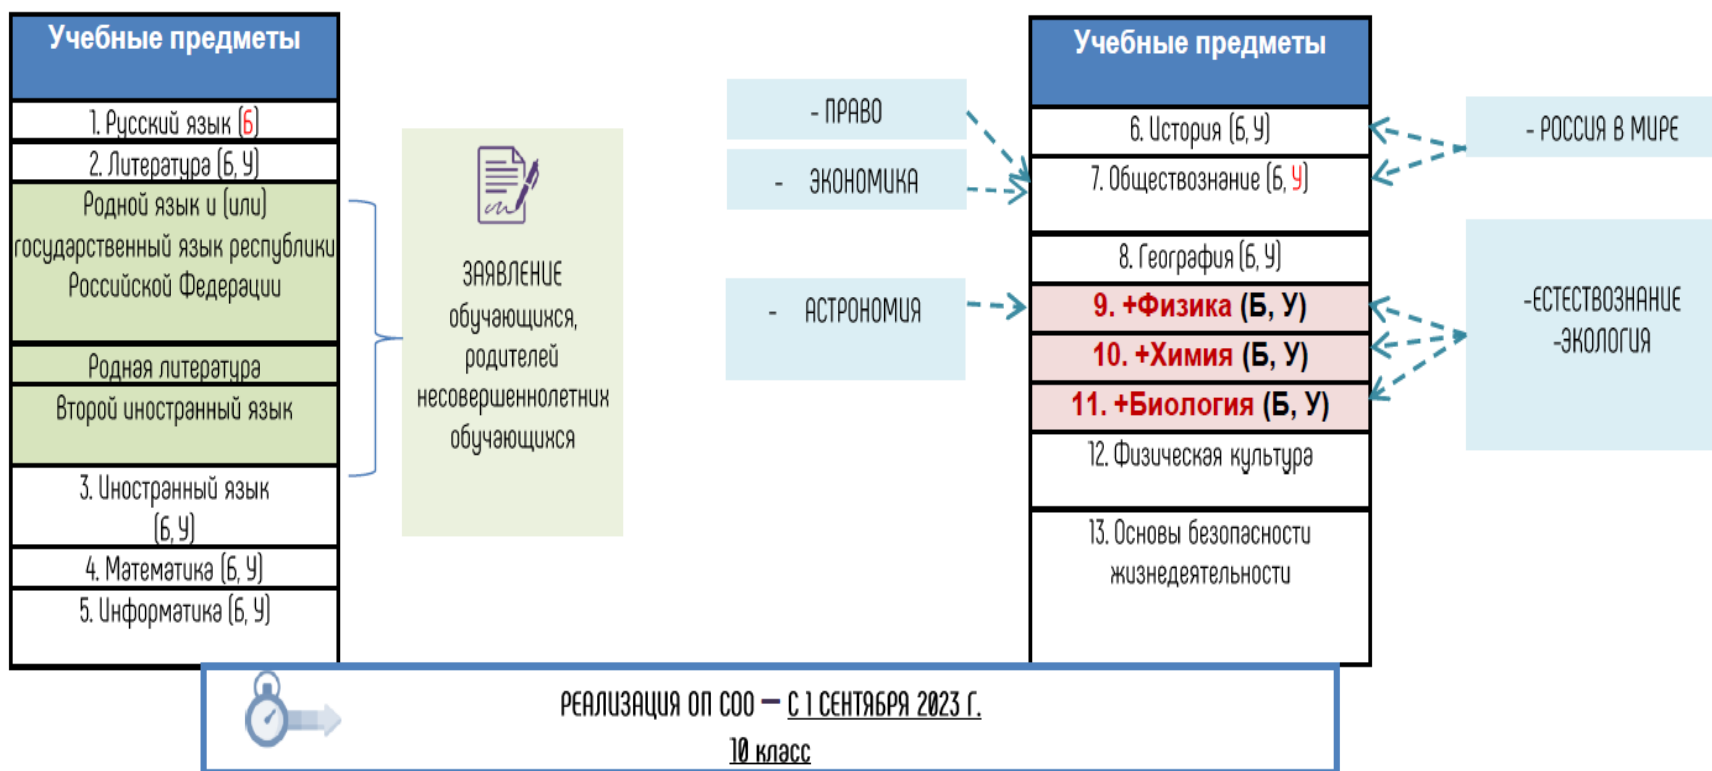 Учебные предметы
1. Русский язык (Б)
2. Литература (Б, У)
Родной язык и (или)
государственный язык республики
Российской Федерации
Родная литература
Второй иностранный язык
3. Иностранный язык
(Б, У)
4. Математика (Б, У)
5. Информатика (Б, У)
ЗАЯВЛЕНИЕ
обучающихся,
родителей
несовершеннолетних
обучающихся
- ПРАВО
- ЭКОНОМИКА
- АСТРОНОМИЯ
Учебные предметы
6. История (Б, У)
7. Обществознание (Б, У)
8. География (Б, У)
9. +Физика (Б, У)
10. +Химия (Б, У)
11. +Биология (Б, У)
12. Физическая культура
13. Основы безопасности
жизнедеятельности
- РОССИЯ В МИРЕ
-ЕСТЕСТВОЗНАНИЕ
-ЭКОЛОГИЯ
РЕАЛИЗАЦИЯ ОП СОО — С 1 СЕНТЯБРЯ 2023 Г.
10 класс